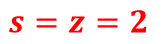 s = z = 2